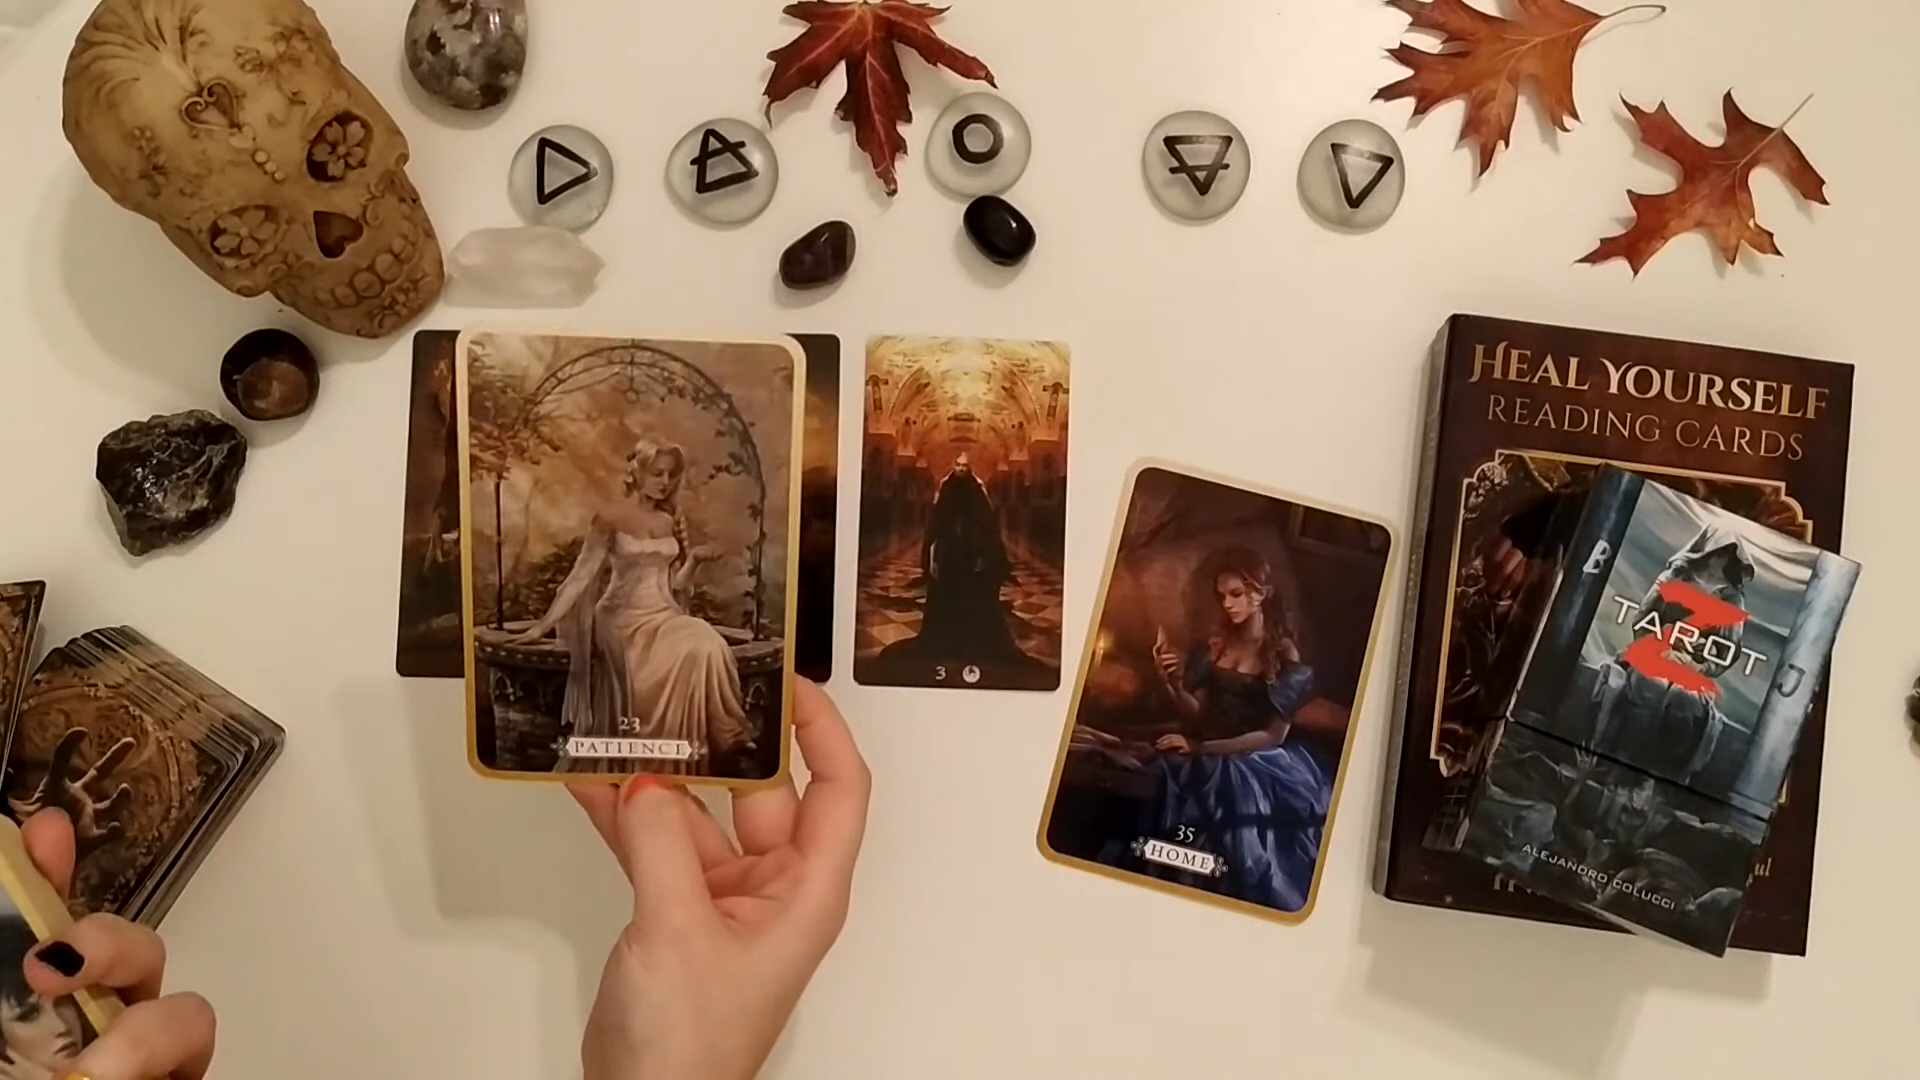 23
PATIENCE
3
35
HOME
HEAL YOURSELF
READING CARDS
B
TAROT
Z
J
ALEJANDRO COLUCCI